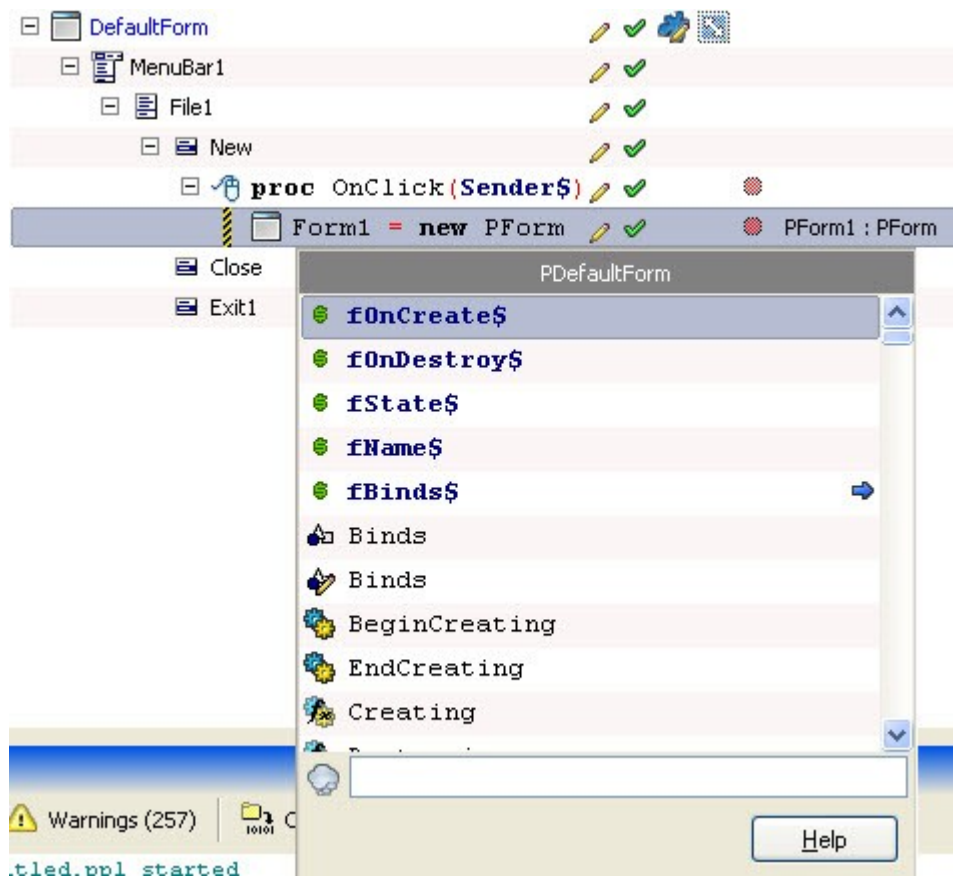 DefaultForm
MenuBar1
File1
New
proc OnClick(Sender$)
Form1 = new PForm PForm1 : PForm
Close
PDefaultForm
Exit1
fOnCreate$
fOnDestroy$
fState$
fName$
fBinds$
Binds
Binds
BeginCreating
EndCreating
Creating
Warnings (257)
Help
tled.ppl started